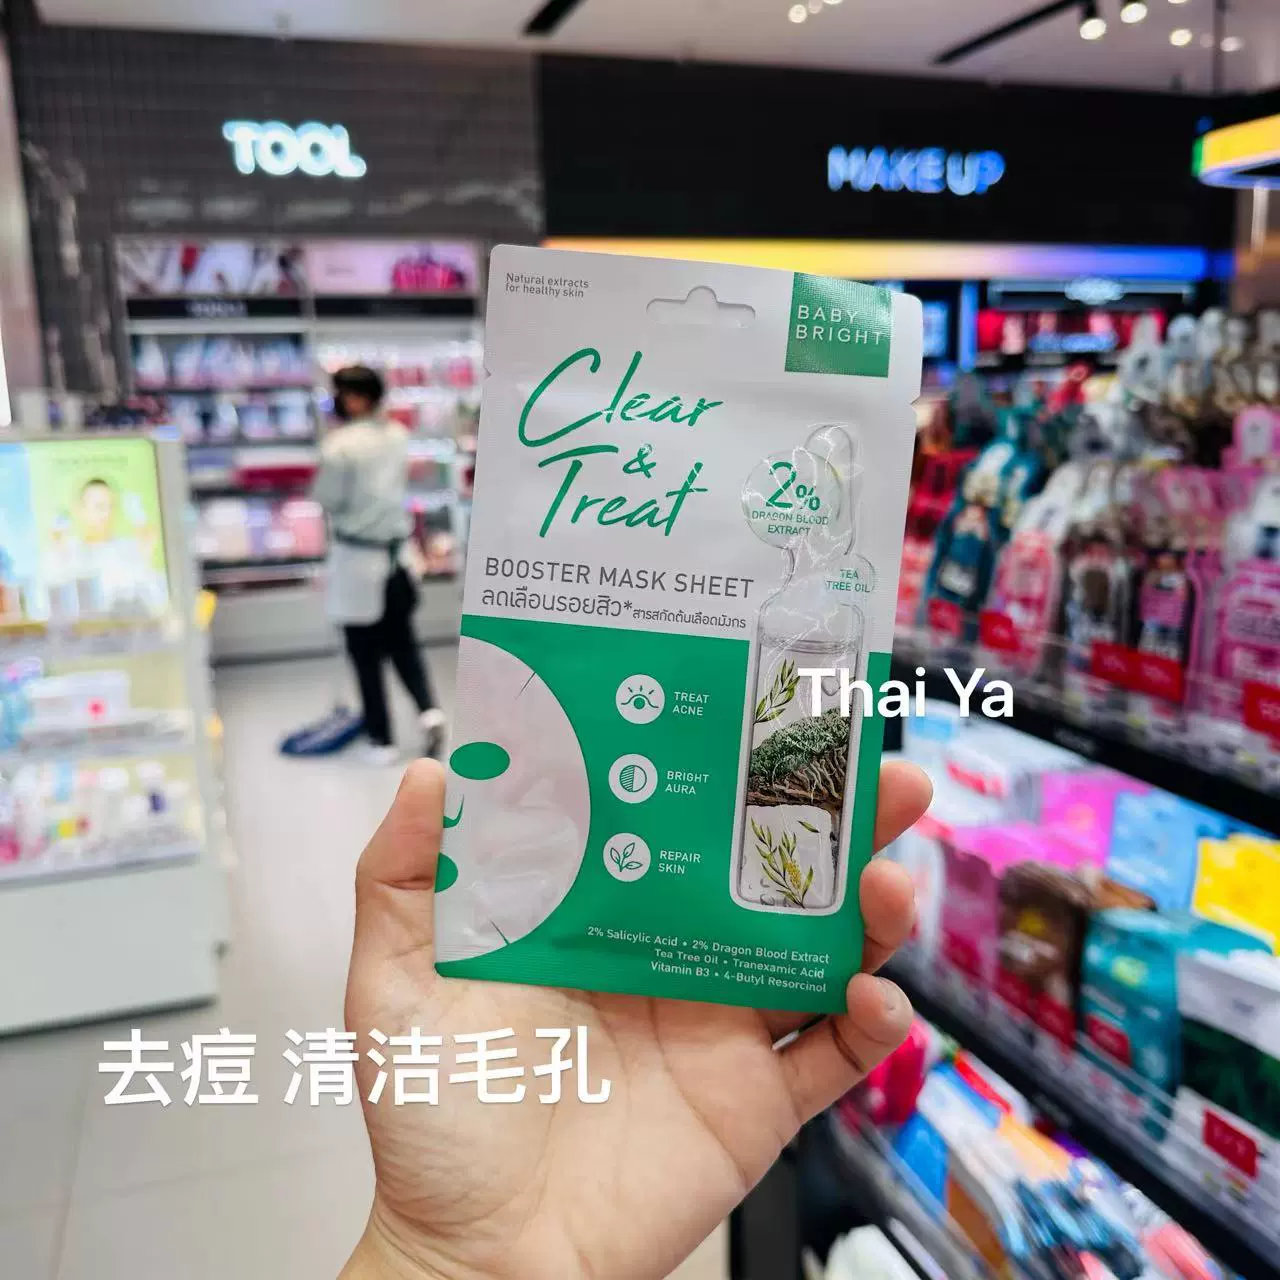 TOOL
MAKEUP
Natural extracts
for healthy skin
BABY
BRIGHT
Clear
&
Treat
2%
DRAGON BLOOD
EXTRACT
TEA
TREE OIL
BOOSTER MASK SHEET
ลดเลือนรอยสิว*สารสกัดต้นเลือดมังกร
Thai Ya
TREAT
ACNE
BRIGHT
AURA
REPAIR
SKIN
2% Salicylic Acid • 2% Dragon Blood Extract
Tea Tree Oil • Tranexamic Acid
Vitamin B3 • 4-Butyl Resorcinol
去痘 清洁毛孔